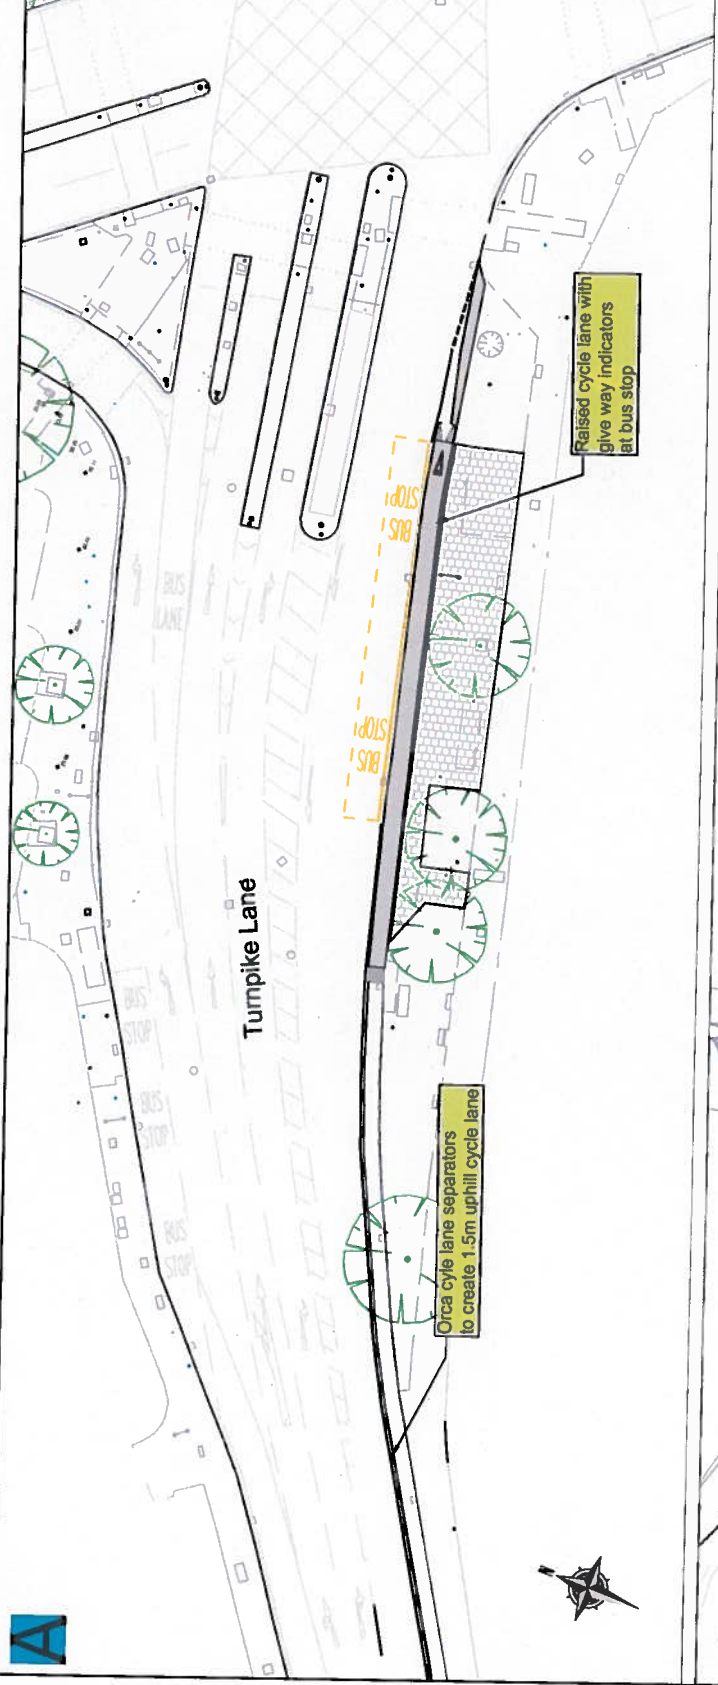 A
Turnpike Lane
Orca cyle lane separators
to create 1.5m uphill cycle lane
Raised cycle lane with
give way indicators
at bus stop
BUS
STOP
BUS
STOP
BUS
STOP
BUS
STOP
BUS
STOP
BUS
LANE
N